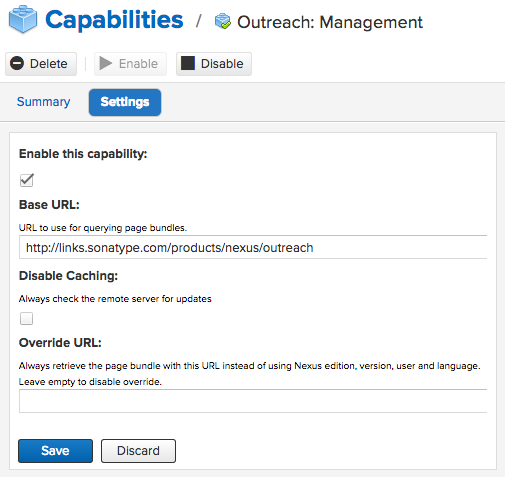 Capabilities / Outreach: Management
Delete Enable Disable
Summary Settings
Enable this capability:
Base URL:
URL to use for querying page bundles.
http://links.sonatype.com/products/nexus/outreach
Disable Caching:
Always check the remote server for updates
Override URL:
Always retrieve the page bundle with this URL instead of using Nexus edition, version, user and language.
Leave empty to disable override.
Save Discard